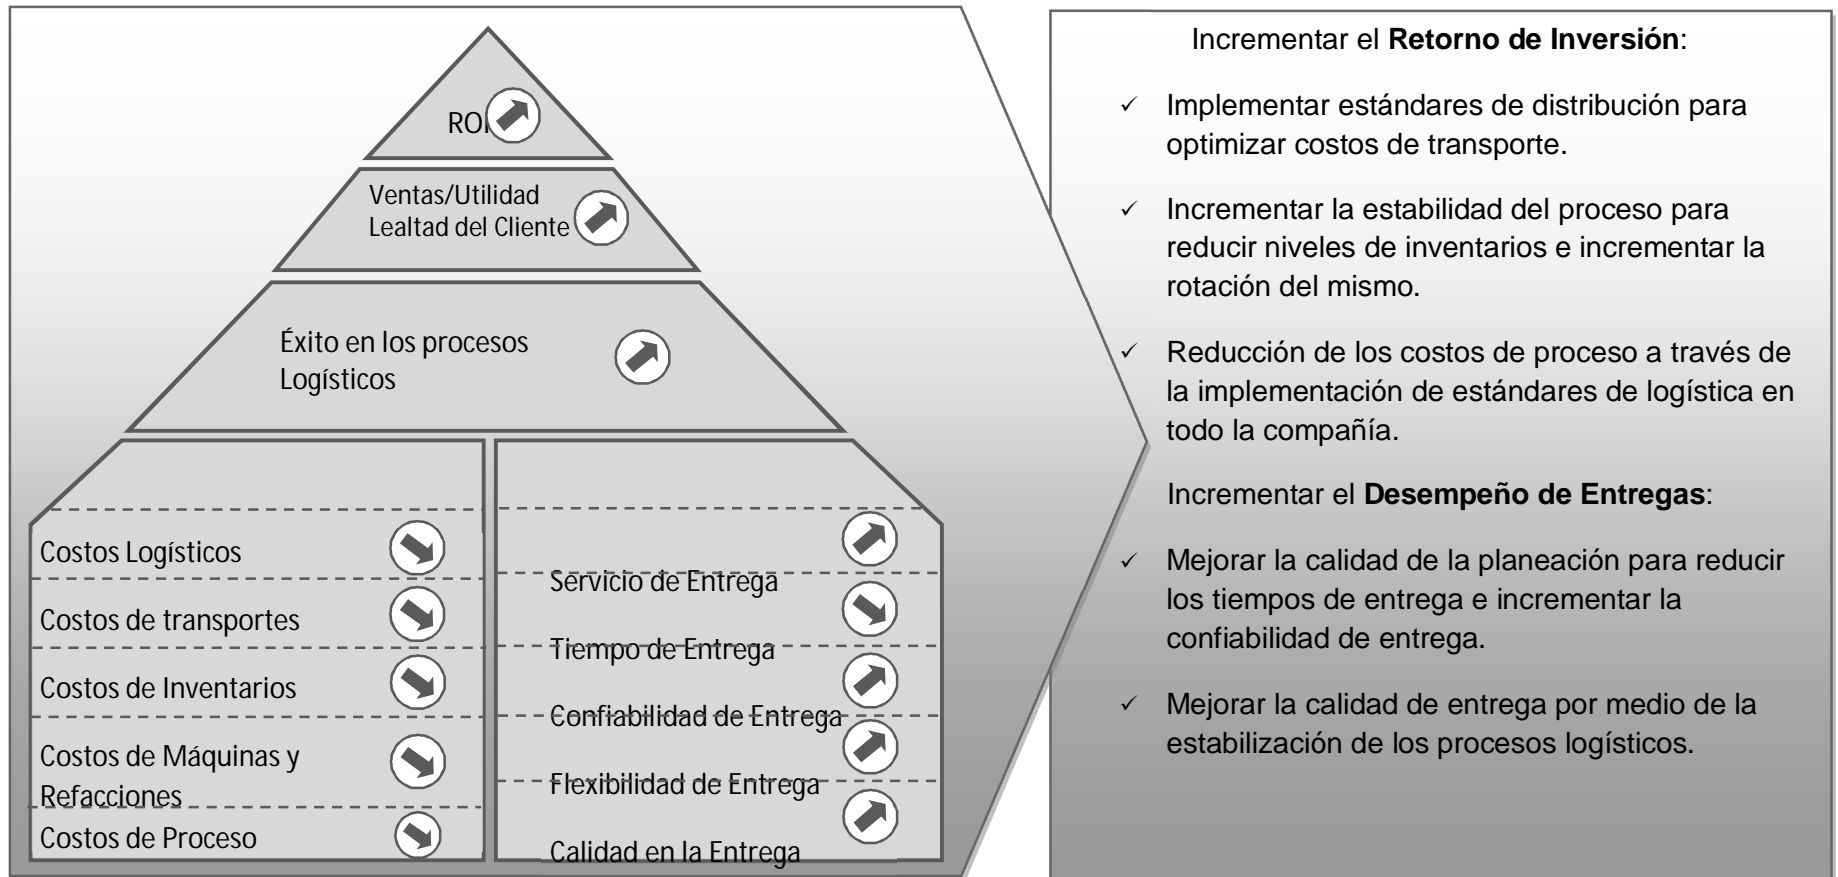 ROI
Ventas/Utilidad
Lealtad del Cliente
Éxito en los procesos
Logísticos
Costos Logísticos
Costos de transportes
Costos de Inventarios
Costos de Máquinas y
Refacciones
Costos de Proceso
Servicio de Entrega
Tiempo de Entrega
Confiabilidad de Entrega
Flexibilidad de Entrega
Calidad en la Entrega
Incrementar el Retorno de Inversión:
✓ Implementar estándares de distribución para
optimizar costos de transporte.
✓ Incrementar la estabilidad del proceso para
reducir niveles de inventarios e incrementar la
rotación del mismo.
✓ Reducción de los costos de proceso a través de
la implementación de estándares de logística en
todo la compañía.
Incrementar el Desempeño de Entregas:
✓ Mejorar la calidad de la planeación para reducir
los tiempos de entrega e incrementar la
confiabilidad de entrega.
✓ Mejorar la calidad de entrega por medio de la
estabilización de los procesos logísticos.